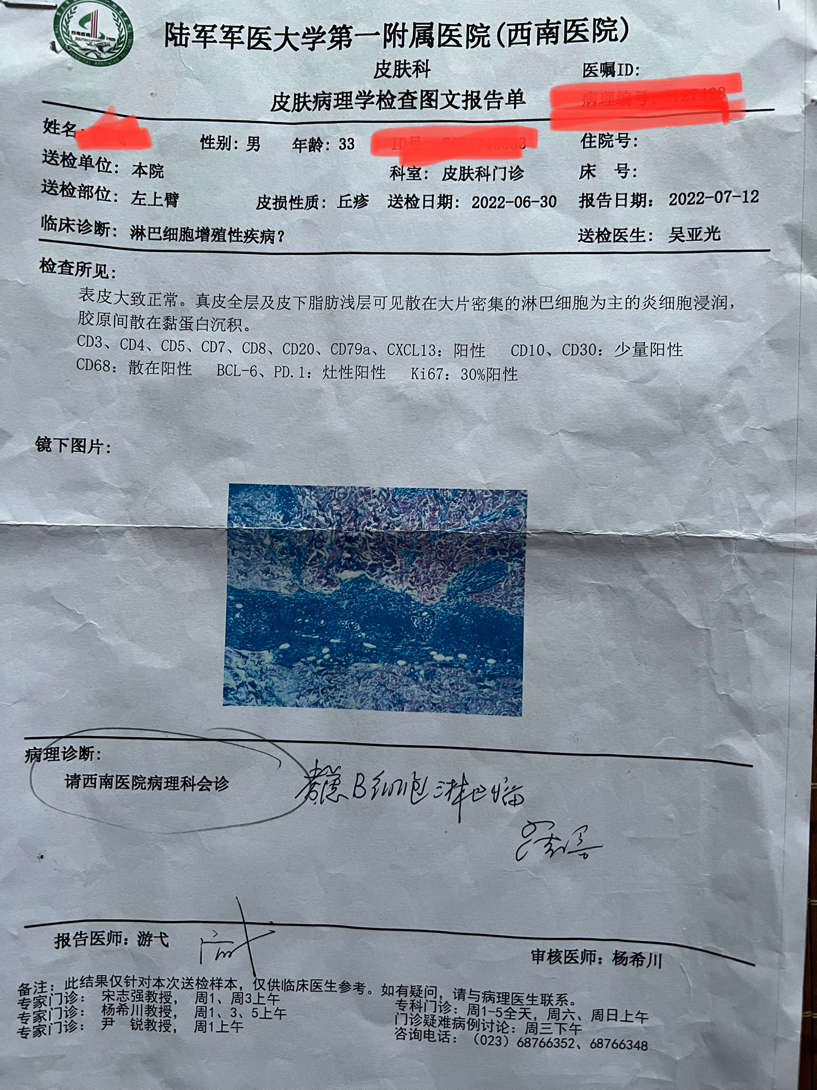 陆军军医大学第一附属医院(西南医院)
皮肤科
医嘱ID:
皮肤病理学检查图文报告单
姓名:
性别: 男 年龄: 33
住院号:
送检单位: 本院
科室: 皮肤科门诊
床 号:
送检部位: 左上臂
皮损性质: 丘疹 送检日期: 2022-06-30 报告日期: 2022-07-12
临床诊断: 淋巴细胞增殖性疾病?
送检医生: 吴亚光
检查所见:
表皮大致正常。真皮全层及皮下脂肪浅层可见散在大片密集的淋巴细胞为主的炎细胞浸润,
胶原间散在黏蛋白沉积。
CD3、CD4、CD5、CD7、CD8、CD20、CD79a、CXCL13: 阳性 CD10、CD30: 少量阳性
CD68: 散在阳性 BCL-6、PD.1: 灶性阳性 Ki67: 30%阳性
镜下图片:
病理诊断:
请西南医院病理科会诊
考虑B细胞淋巴瘤
报告医师: 游弋
审核医师: 杨希川
备注: 此结果仅针对本次送检样本, 仅供临床医生参考。如有疑问, 请与病理医生联系。
专家门诊: 宋志强教授, 周1、周3上午
专科门诊: 周1-5全天, 周六、周日上午
专家门诊: 杨希川教授, 周1、3、5上午
门诊疑难病例讨论: 周三下午
专家门诊: 尹 锐教授, 周1上午
咨询电话: (023) 68766352、68766348